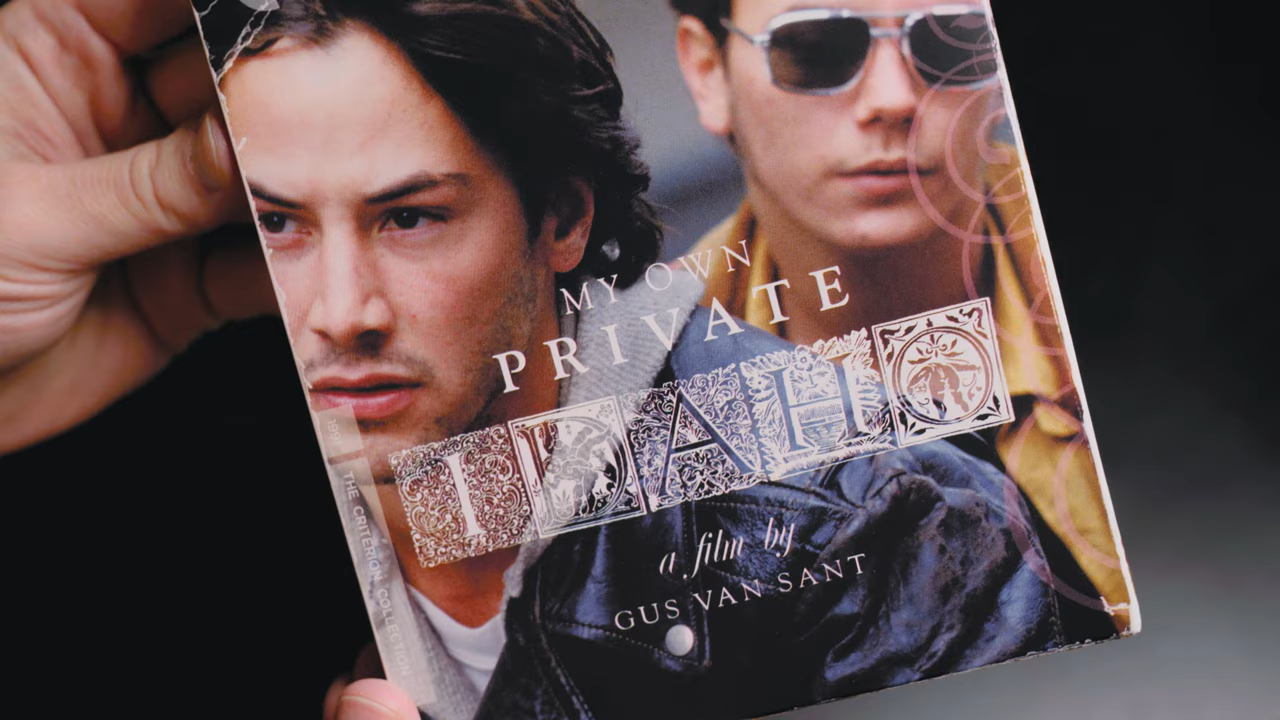 MY OWN
PRIVATE
IDAHO
a film by
GUS VAN SANT
THE CRITERION COLLECTION